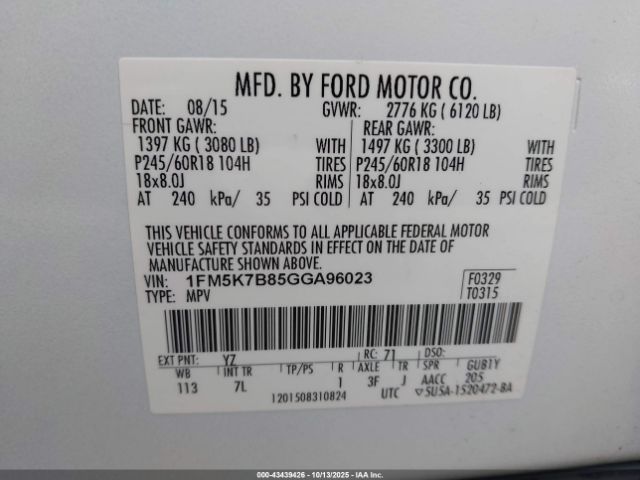 MFD. BY FORD MOTOR CO.
DATE: 08/15 GVWR: 2776 KG ( 6120 LB)
FRONT GAWR: REAR GAWR:
1397 KG ( 3080 LB) WITH 1497 KG ( 3300 LB) WITH
P245/60R18 104H TIRES P245/60R18 104H TIRES
18x8.0J RIMS 18x8.0J RIMS
AT 240 kPa/ 35 PSI COLD AT 240 kPa/ 35 PSI COLD
THIS VEHICLE CONFORMS TO ALL APPLICABLE FEDERAL MOTOR
VEHICLE SAFETY STANDARDS IN EFFECT ON THE DATE OF
MANUFACTURE SHOWN ABOVE.
VIN: 1FM5K7B85GGA96023 F0329
TYPE: MPV T0315
EXT PNT: YZ RC: 71 DSO:
WB INT TR TP/PS R AXLE TR SPR GUB1Y
113 7L 1 3F J AACC 205
1201508310824 UTC 5U5A-1520472-BA
000-43439426 - 10/13/2025 - IAAI.com